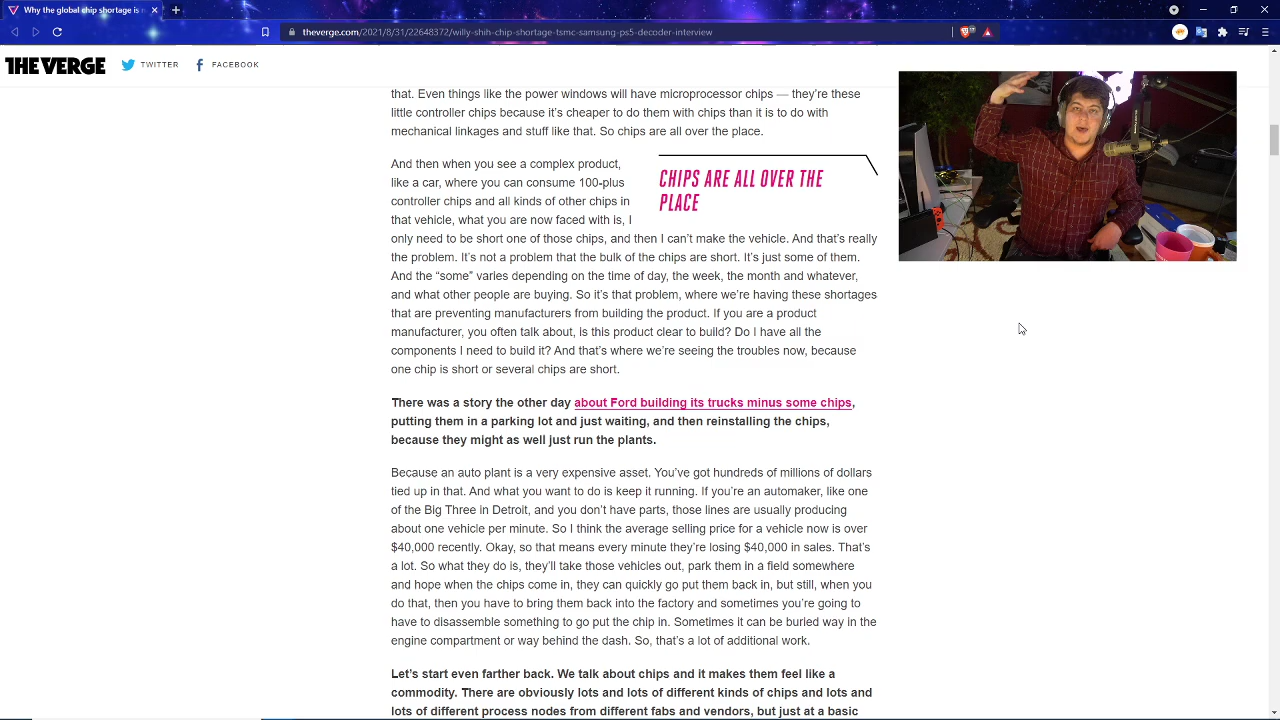 Why the global chip shortage is
theverge.com/2021/8/31/22648372/willy-shih-chip-shortage-tsmc-samsung-ps5-decoder-interview
THE VERGE
TWITTER
FACEBOOK
that. Even things like the power windows will have microprocessor chips — they’re these
little controller chips because it’s cheaper to do them with chips than it is to do with
mechanical linkages and stuff like that. So chips are all over the place.
And then when you see a complex product,
like a car, where you can consume 100-plus
controller chips and all kinds of other chips in
that vehicle, what you are now faced with is, I
CHIPS ARE ALL OVER THE
PLACE
only need to be short one of those chips, and then I can’t make the vehicle. And that’s really
the problem. It’s not a problem that the bulk of the chips are short. It’s just some of them.
And the “some” varies depending on the time of day, the week, the month and whatever,
and what other people are buying. So it’s that problem, where we’re having these shortages
that are preventing manufacturers from building the product. If you are a product
manufacturer, you often talk about, is this product clear to build? Do I have all the
components I need to build it? And that’s where we’re seeing the troubles now, because
one chip is short or several chips are short.
There was a story the other day about Ford building its trucks minus some chips,
putting them in a parking lot and just waiting, and then reinstalling the chips,
because they might as well just run the plants.
Because an auto plant is a very expensive asset. You’ve got hundreds of millions of dollars
tied up in that. And what you want to do is keep it running. If you’re an automaker, like one
of the Big Three in Detroit, and you don’t have parts, those lines are usually producing
about one vehicle per minute. So I think the average selling price for a vehicle now is over
$40,000 recently. Okay, so that means every minute they’re losing $40,000 in sales. That’s
a lot. So what they do is, they’ll take those vehicles out, park them in a field somewhere
and hope when the chips come in, they can quickly go put them back in, but still, when you
do that, then you have to bring them back into the factory and sometimes you’re going to
have to disassemble something to go put the chip in. Sometimes it can be buried way in the
engine compartment or way behind the dash. So, that’s a lot of additional work.
Let’s start even farther back. We talk about chips and it makes them feel like a
commodity. There are obviously lots and lots of different kinds of chips and lots and
lots of different process nodes from different fabs and vendors, but just at a basic